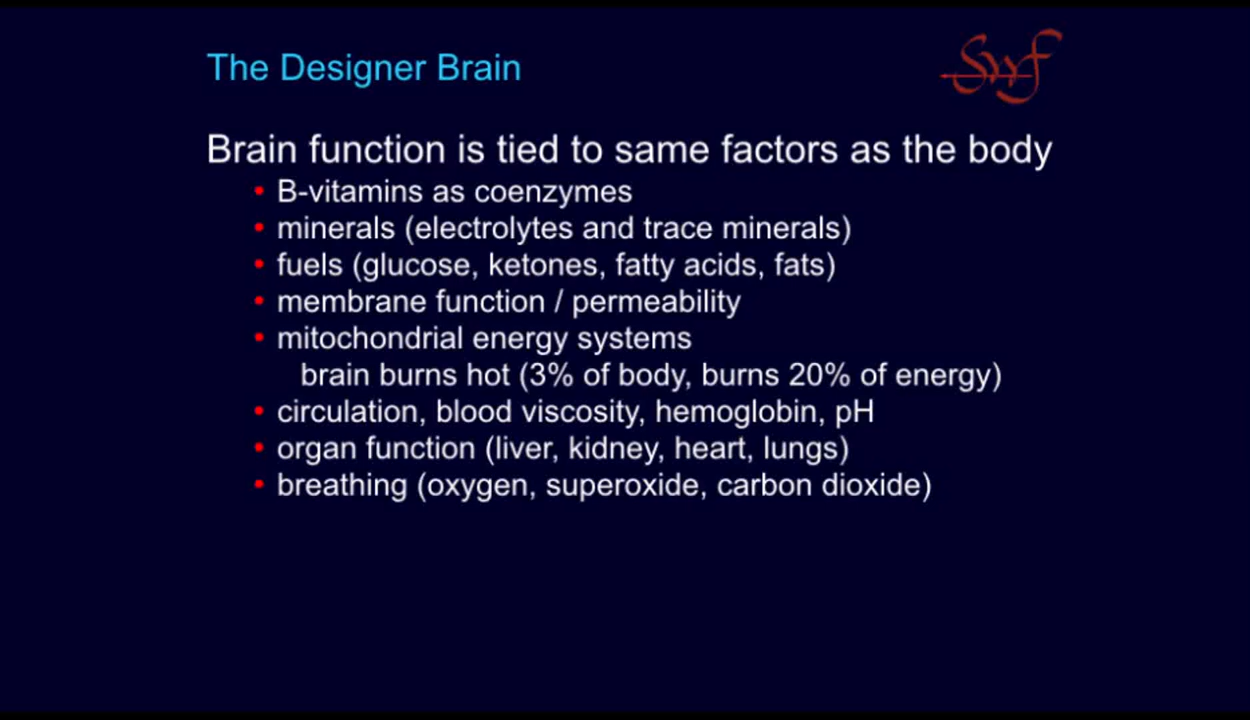 The Designer Brain
Swf
Brain function is tied to same factors as the body
• B-vitamins as coenzymes
• minerals (electrolytes and trace minerals)
• fuels (glucose, ketones, fatty acids, fats)
• membrane function / permeability
• mitochondrial energy systems
brain burns hot (3% of body, burns 20% of energy)
• circulation, blood viscosity, hemoglobin, pH
• organ function (liver, kidney, heart, lungs)
• breathing (oxygen, superoxide, carbon dioxide)